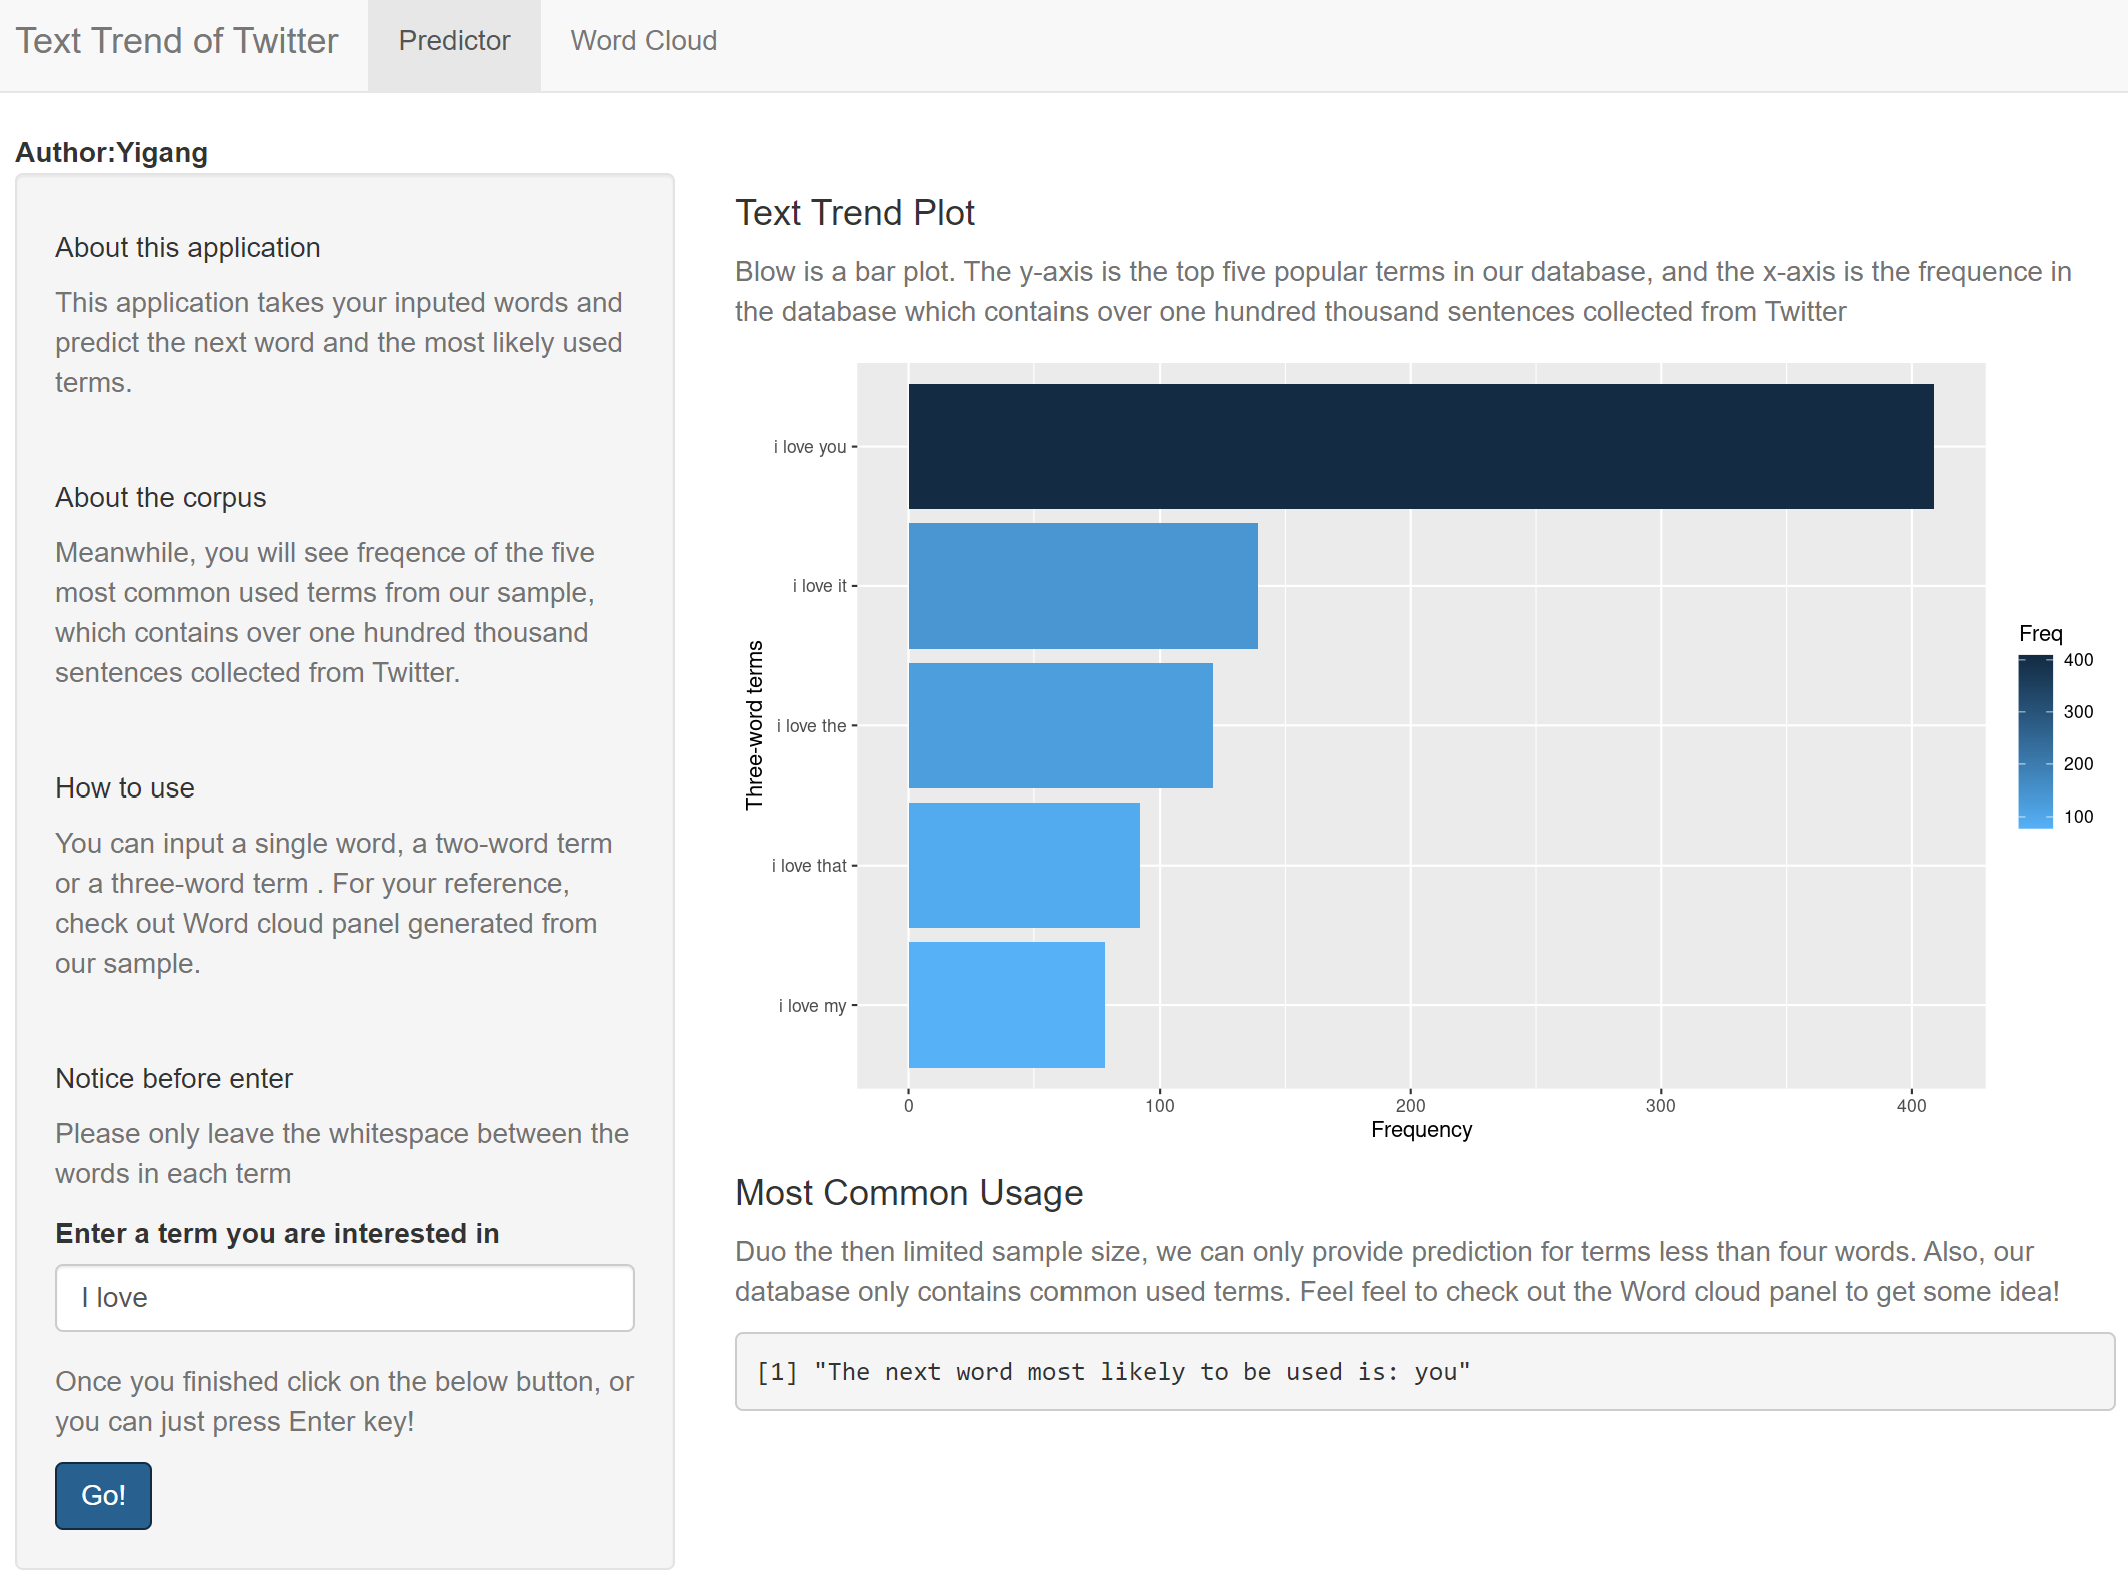 Text Trend of Twitter
Predictor
Word Cloud
Author:Yigang
About this application
This application takes your inputed words and
predict the next word and the most likely used
terms.
About the corpus
Meanwhile, you will see freqence of the five
most common used terms from our sample,
which contains over one hundred thousand
sentences collected from Twitter.
How to use
You can input a single word, a two-word term
or a three-word term . For your reference,
check out Word cloud panel generated from
our sample.
Notice before enter
Please only leave the whitespace between the
words in each term
Enter a term you are interested in
I love
Once you finished click on the below button, or
you can just press Enter key!
Go!
Text Trend Plot
Blow is a bar plot. The y-axis is the top five popular terms in our database, and the x-axis is the frequence in
the database which contains over one hundred thousand sentences collected from Twitter
Three-word terms
i love you
i love it
i love the
i love that
i love my
0
100
200
300
400
Frequency
Freq
400
300
200
100
Most Common Usage
Duo the then limited sample size, we can only provide prediction for terms less than four words. Also, our
database only contains common used terms. Feel feel to check out the Word cloud panel to get some idea!
[1] "The next word most likely to be used is: you"